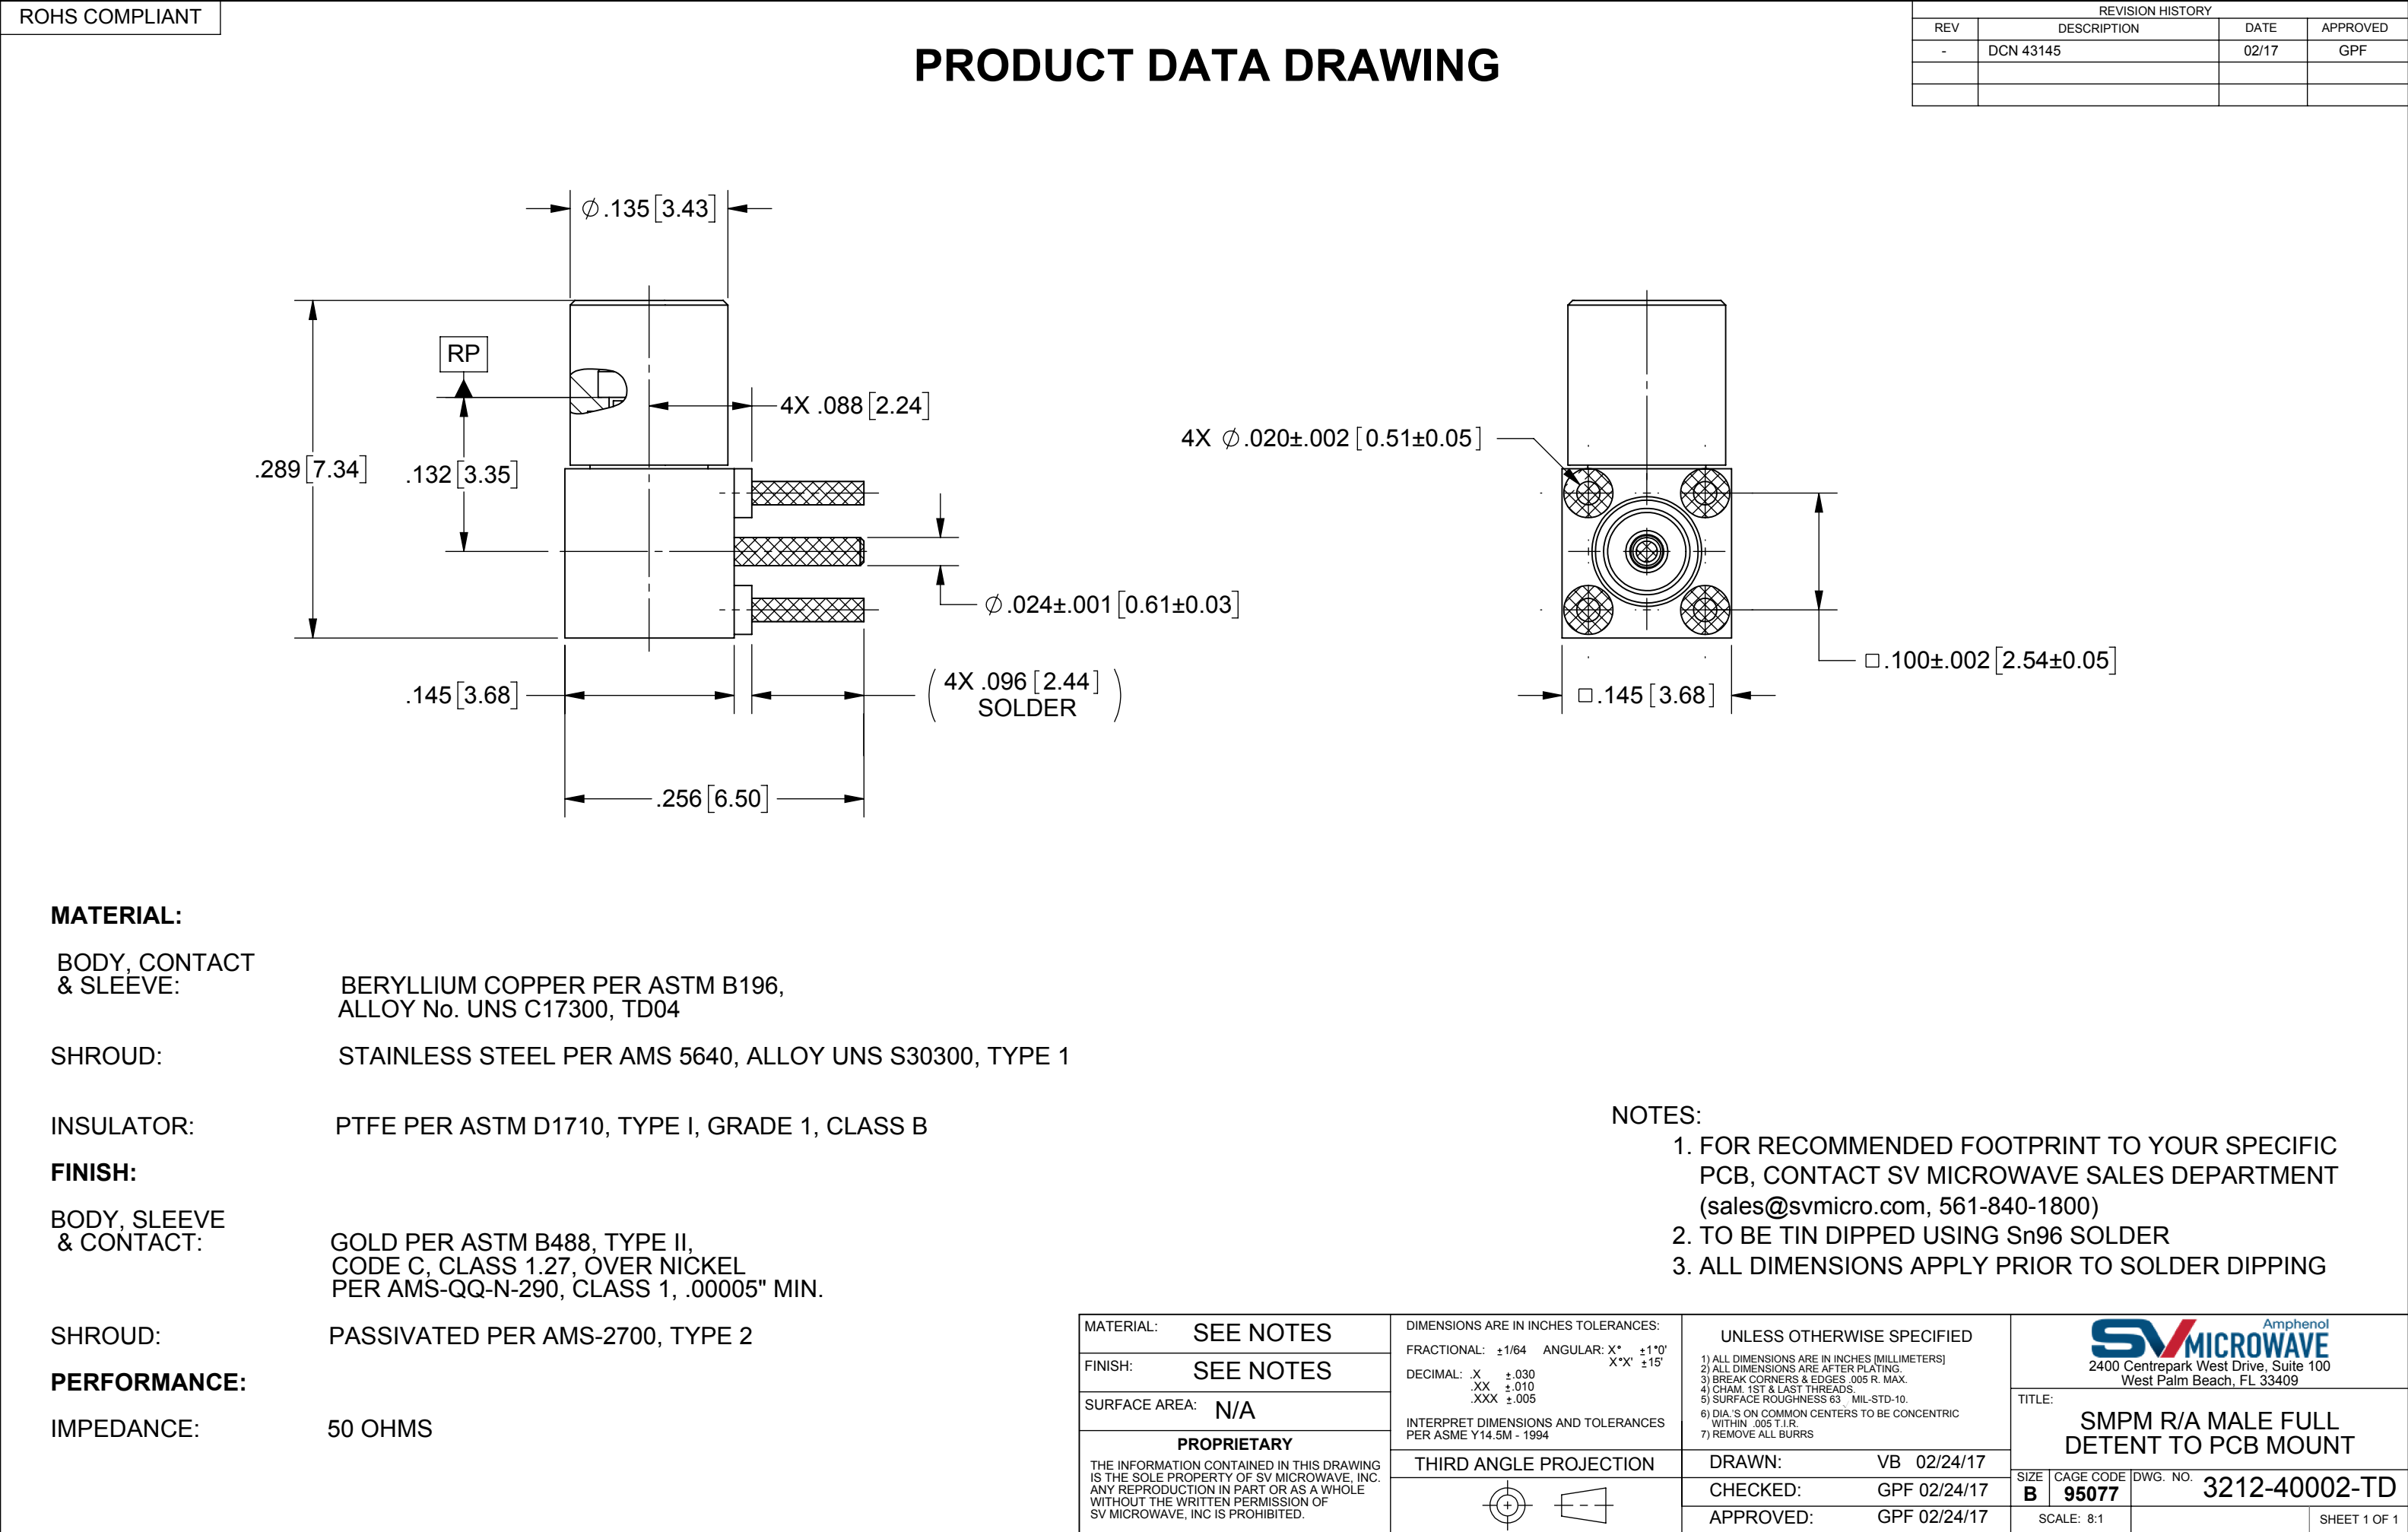 ROHS COMPLIANT
REVISION HISTORY
REV DESCRIPTION DATE APPROVED
- DCN 43145 02/17 GPF
PRODUCT DATA DRAWING
∅.135[3.43]
RP
4X .088[2.24]
.289[7.34]
.132[3.35]
∅.024±.001[0.61±0.03]
.145[3.68]
(4X .096[2.44]
SOLDER)
.256[6.50]
4X ∅.020±.002[0.51±0.05]
□.100±.002[2.54±0.05]
□.145[3.68]
MATERIAL:
BODY, CONTACT
& SLEEVE: BERYLLIUM COPPER PER ASTM B196,
ALLOY No. UNS C17300, TD04
SHROUD: STAINLESS STEEL PER AMS 5640, ALLOY UNS S30300, TYPE 1
INSULATOR: PTFE PER ASTM D1710, TYPE I, GRADE 1, CLASS B
FINISH:
BODY, SLEEVE
& CONTACT: GOLD PER ASTM B488, TYPE II,
CODE C, CLASS 1.27, OVER NICKEL
PER AMS-QQ-N-290, CLASS 1, .00005" MIN.
SHROUD: PASSIVATED PER AMS-2700, TYPE 2
PERFORMANCE:
IMPEDANCE: 50 OHMS
NOTES:
1. FOR RECOMMENDED FOOTPRINT TO YOUR SPECIFIC
PCB, CONTACT SV MICROWAVE SALES DEPARTMENT
(sales@svmicro.com, 561-840-1800)
2. TO BE TIN DIPPED USING Sn96 SOLDER
3. ALL DIMENSIONS APPLY PRIOR TO SOLDER DIPPING
MATERIAL: SEE NOTES
FINISH: SEE NOTES
SURFACE AREA: N/A
PROPRIETARY
THE INFORMATION CONTAINED IN THIS DRAWING
IS THE SOLE PROPERTY OF SV MICROWAVE, INC.
ANY REPRODUCTION IN PART OR AS A WHOLE
WITHOUT THE WRITTEN PERMISSION OF
SV MICROWAVE, INC IS PROHIBITED.
DIMENSIONS ARE IN INCHES TOLERANCES:
FRACTIONAL: ±1/64 ANGULAR: X° ±1°0'
X°X' ±15'
DECIMAL: .X ±.030
.XX ±.010
.XXX ±.005
INTERPRET DIMENSIONS AND TOLERANCES
PER ASME Y14.5M - 1994
THIRD ANGLE PROJECTION
UNLESS OTHERWISE SPECIFIED
1) ALL DIMENSIONS ARE IN INCHES [MILLIMETERS]
2) ALL DIMENSIONS ARE AFTER PLATING.
3) BREAK CORNERS & EDGES .005 R. MAX.
4) CHAM. 1ST & LAST THREADS.
5) SURFACE ROUGHNESS 63 MIL-STD-10.
6) DIA.'S ON COMMON CENTERS TO BE CONCENTRIC
WITHIN .005 T.I.R.
7) REMOVE ALL BURRS
DRAWN: VB 02/24/17
CHECKED: GPF 02/24/17
APPROVED: GPF 02/24/17
Amphenol
SV MICROWAVE
2400 Centrepark West Drive, Suite 100
West Palm Beach, FL 33409
TITLE:
SMPM R/A MALE FULL
DETENT TO PCB MOUNT
SIZE CAGE CODE DWG. NO.
B 95077 3212-40002-TD
SCALE: 8:1 SHEET 1 OF 1